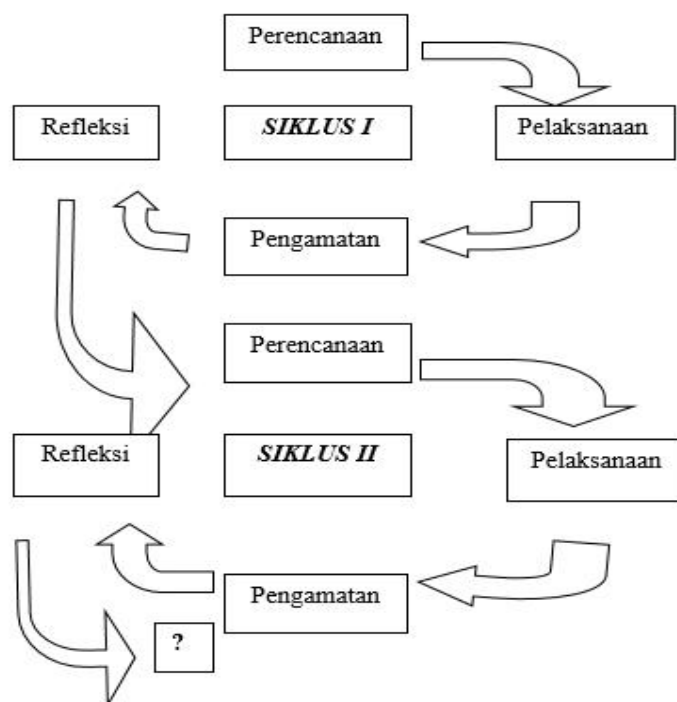 Perencanaan
Refleksi
SIKLUS I
Pelaksanaan
Pengamatan
Perencanaan
Refleksi
SIKLUS II
Pelaksanaan
Pengamatan
?